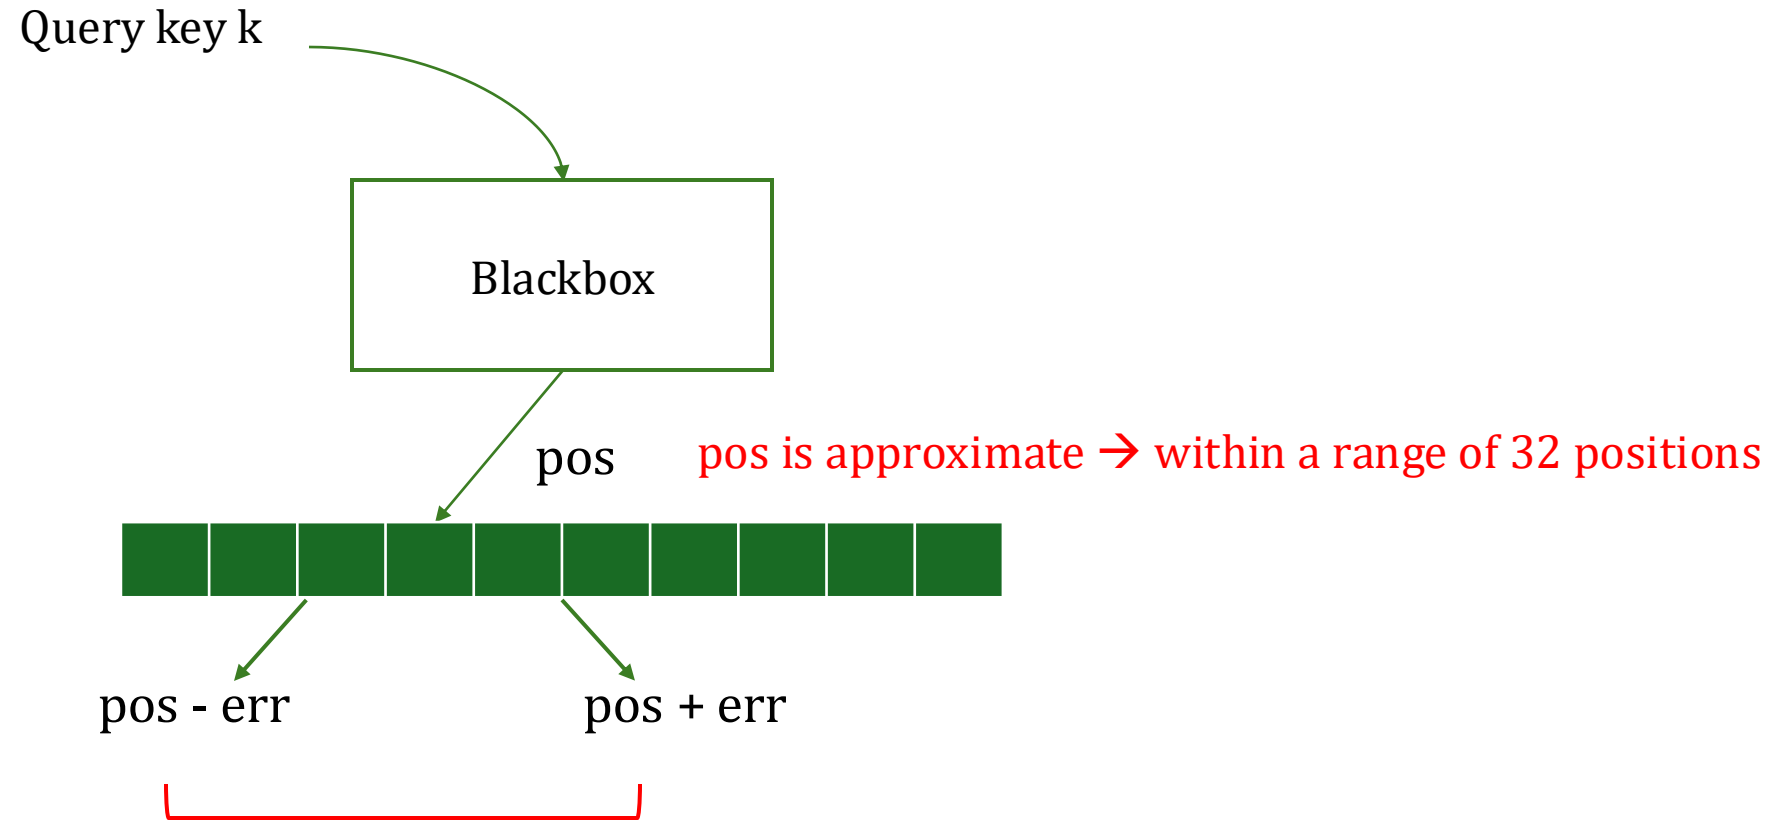 Query key k
Blackbox
pos
pos is approximate → within a range of 32 positions
pos - err
pos + err